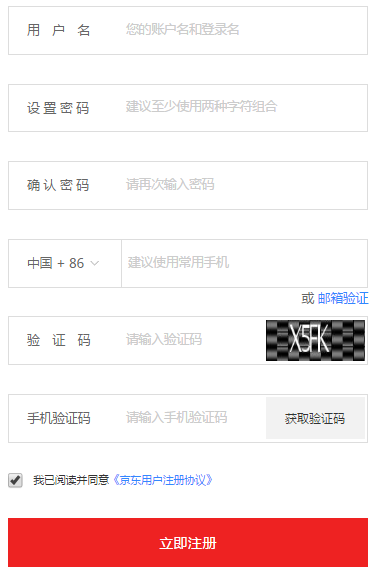 用 户 名 您的账户名和登录名
设 置 密 码 建议至少使用两种字符组合
确 认 密 码 请再次输入密码
中国 + 86 建议使用常用手机
或 邮箱验证
验 证 码 请输入验证码 X5FK
手机验证码 请输入手机验证码 获取验证码
我已阅读并同意《京东用户注册协议》
立即注册